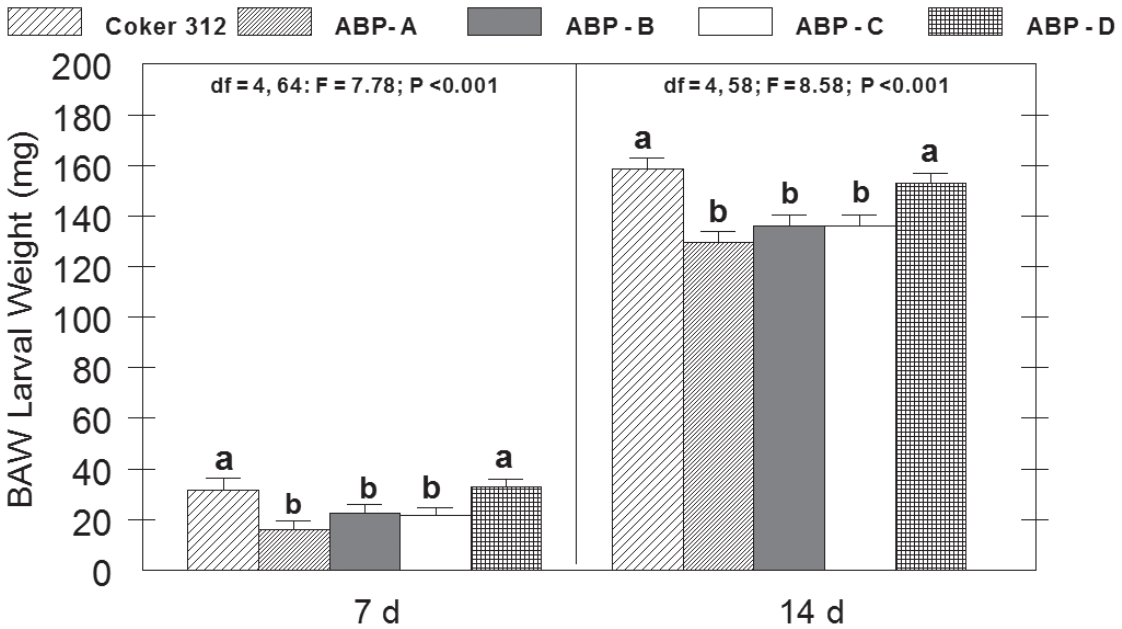 Coker 312 ABP-A ABP - B ABP - C ABP - D
BAW Larval Weight (mg)
200
180
160
140
120
100
80
60
40
20
0
df = 4, 64: F = 7.78; P <0.001
df = 4, 58; F = 8.58; P <0.001
a
b
b
b
a
a
b
b
b
a
7 d
14 d